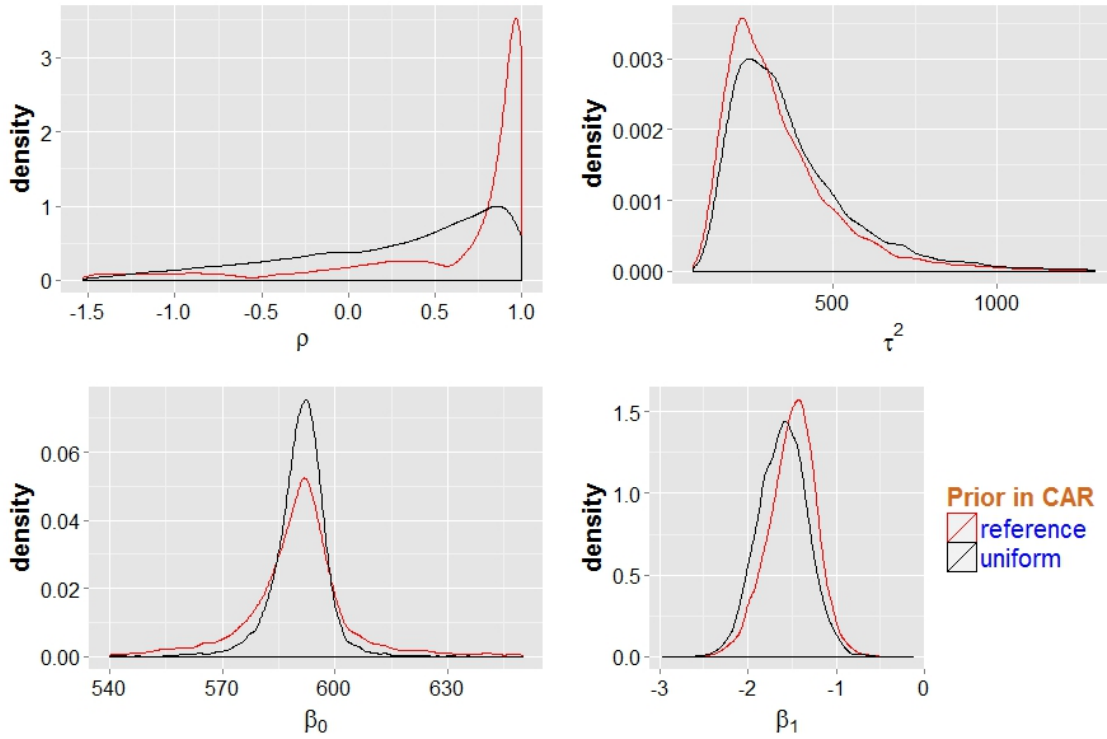 density
3
2
1
0
-1.5
-1.0
-0.5
0.0
0.5
1.0
ρ
density
0.003
0.002
0.001
0.000
500
1000
τ²
density
0.06
0.04
0.02
0.00
540
570
600
630
β₀
density
1.5
1.0
0.5
0.0
-3
-2
-1
0
β₁
Prior in CAR
reference
uniform